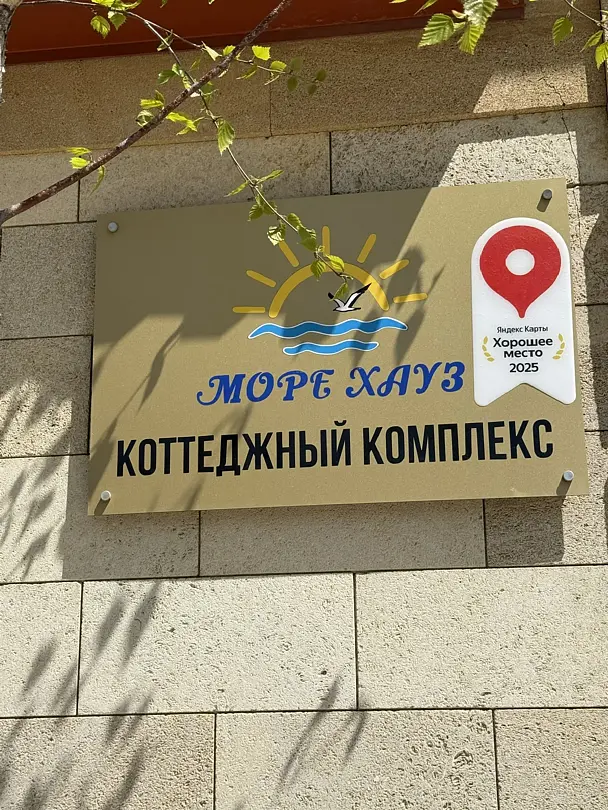 Яндекс Карты
Хорошее
место
2025
МОРЕ ХАУЗ
КОТТЕДЖНЫЙ КОМПЛЕКС